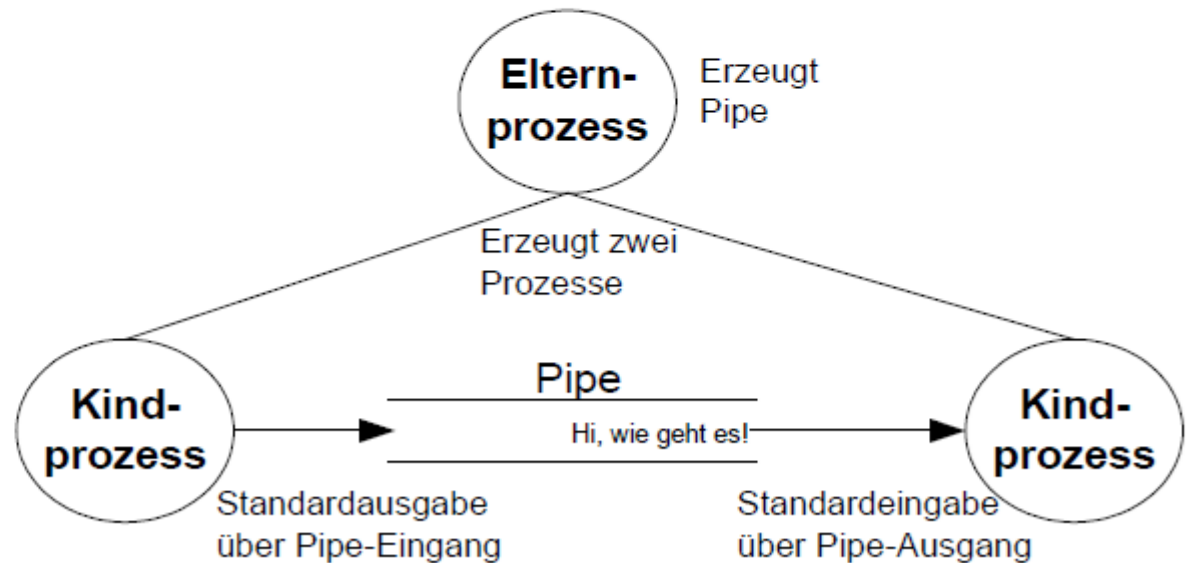 Eltern-
prozess
Erzeugt
Pipe
Erzeugt zwei
Prozesse
Pipe
Kind-
prozess
Hi, wie geht es!
Kind-
prozess
Standardausgabe
über Pipe-Eingang
Standardeingabe
über Pipe-Ausgang